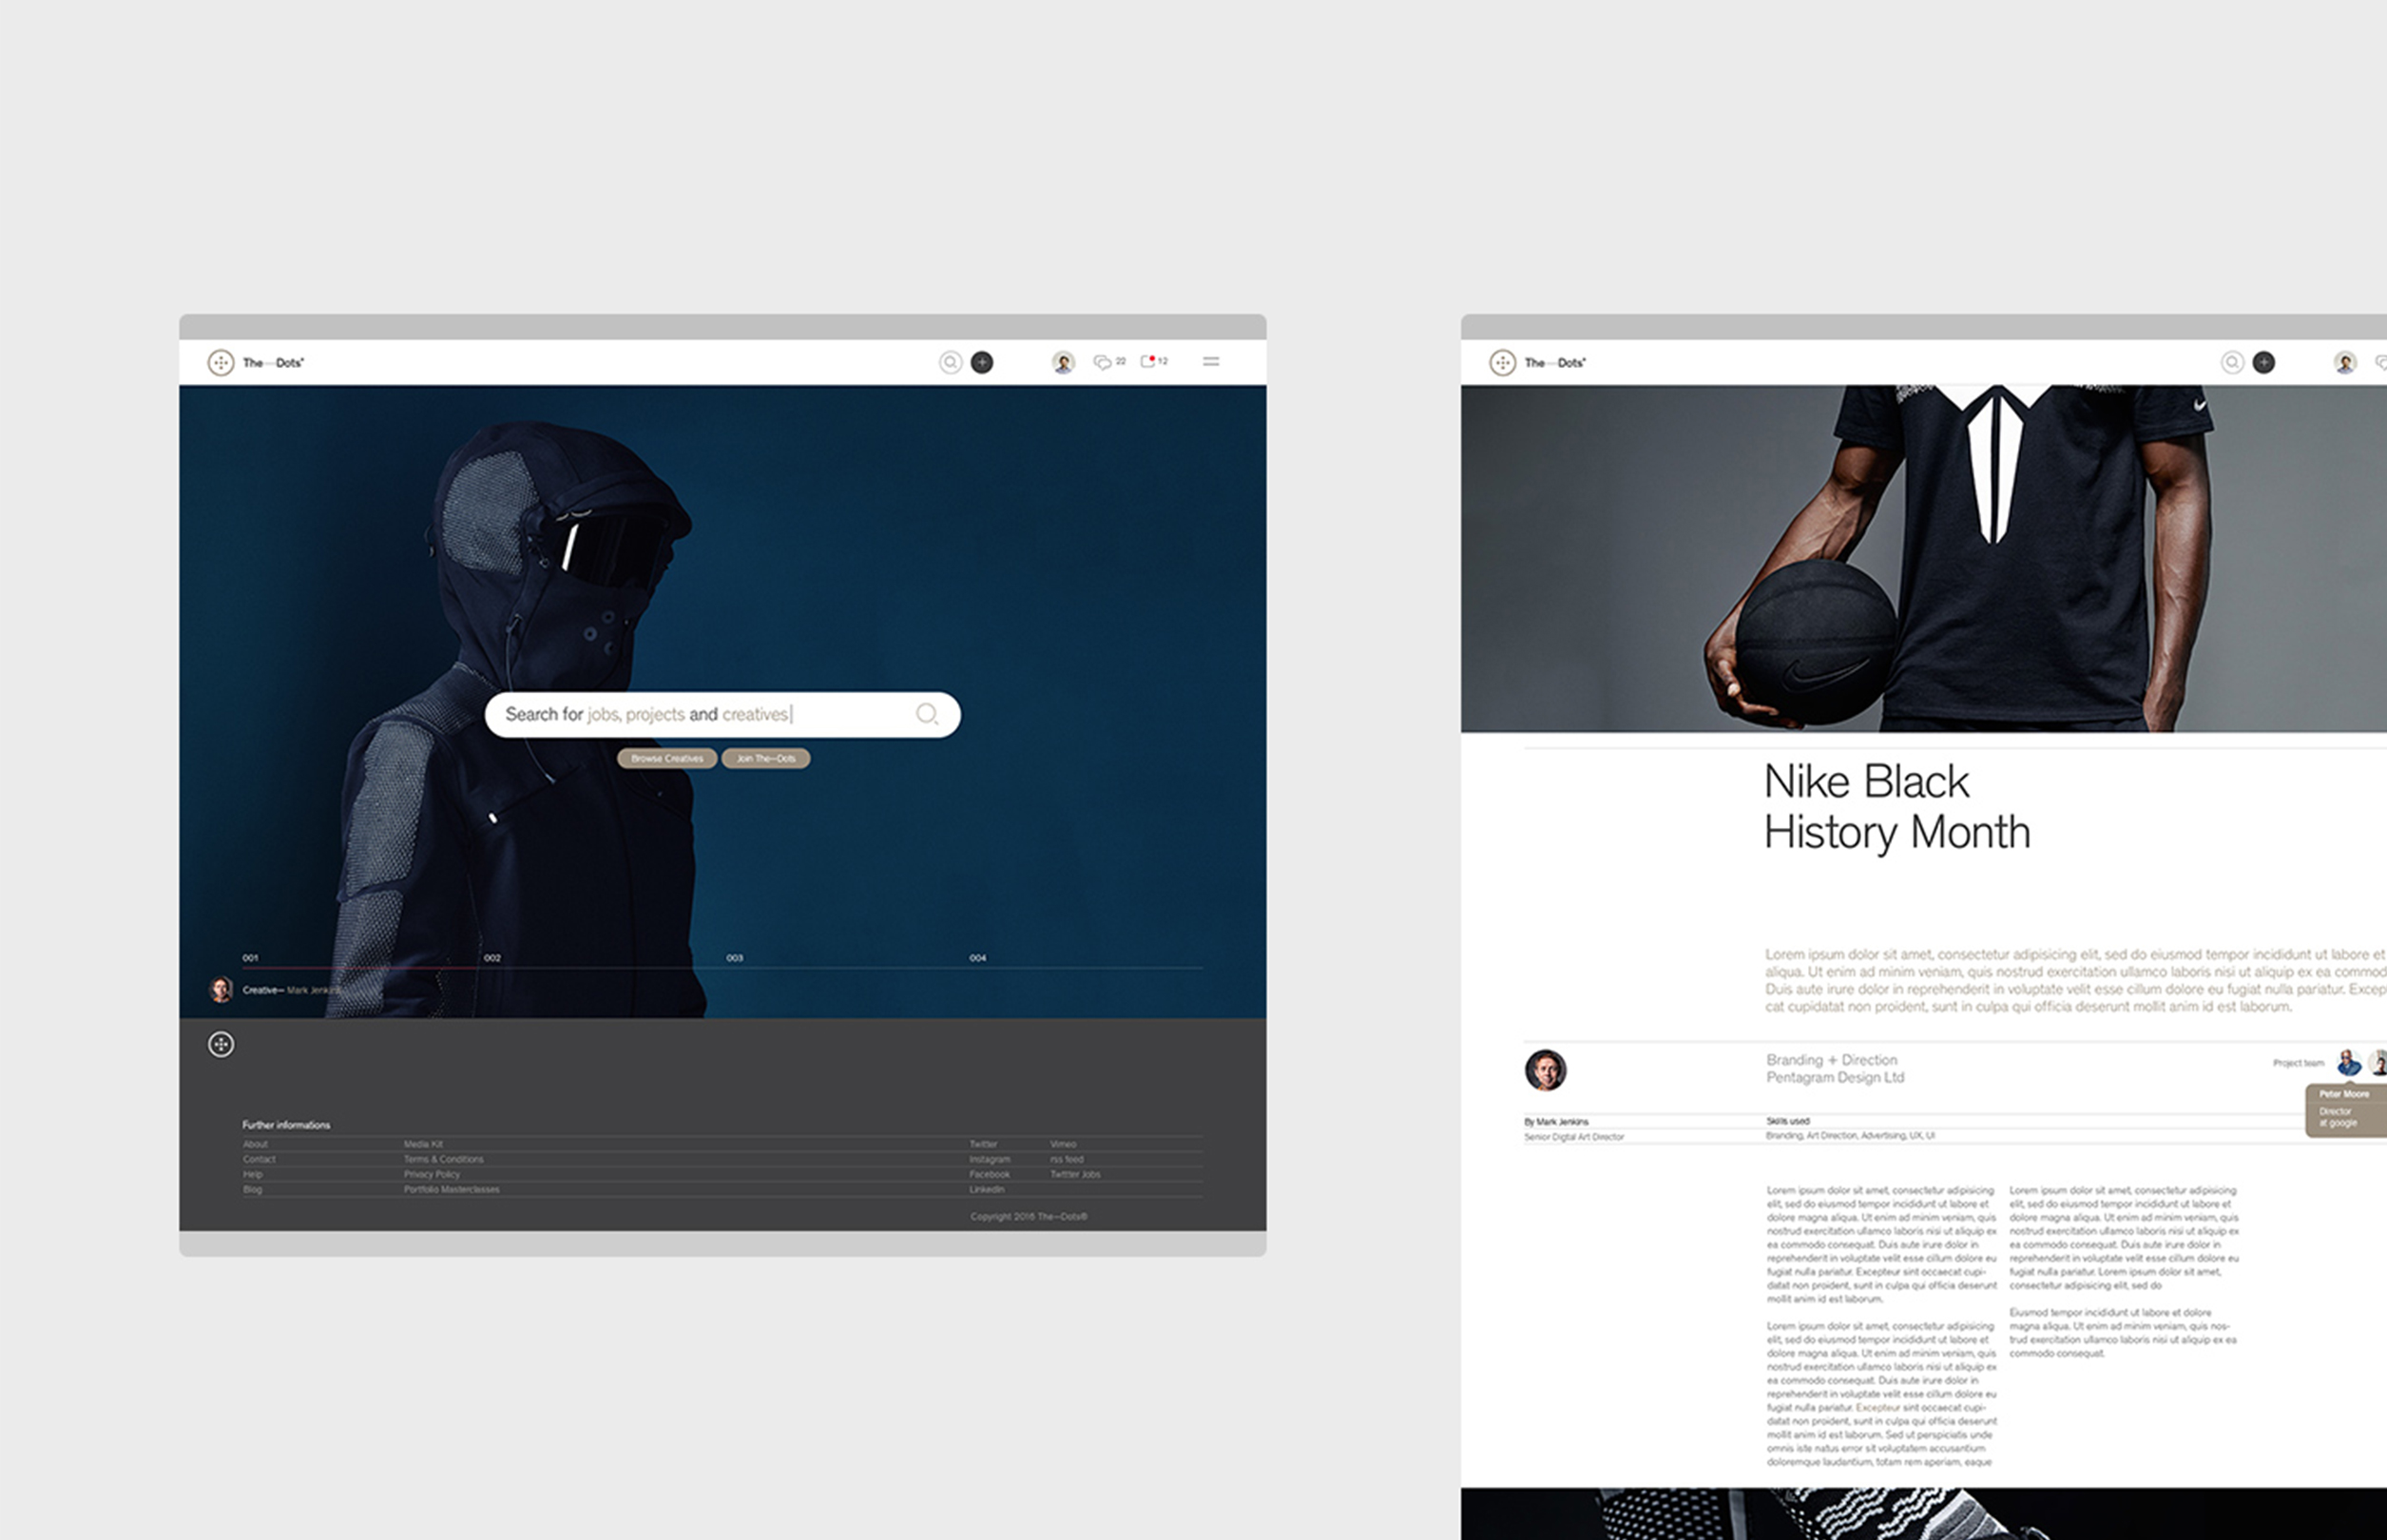 The—Dots*
22
12
Search for jobs, projects and creatives
Browse Creatives
Join The—Dots
001
002
003
004
Creative— Mark Jenkins
Further informations
About
Contact
Help
Blog
Media Kit
Terms & Conditions
Privacy Policy
Portfolio Masterclasses
Twitter
Instagram
Facebook
LinkedIn
Vimeo
rss feed
Twitter Jobs
Copyright 2016 The—Dots®
The—Dots*
Nike Black
History Month
Lorem ipsum dolor sit amet, consectetur adipisicing elit, sed do eiusmod tempor incididunt ut labore et
aliqua. Ut enim ad minim veniam, quis nostrud exercitation ullamco laboris nisi ut aliquip ex ea commod
Duis aute irure dolor in reprehenderit in voluptate velit esse cillum dolore eu fugiat nulla pariatur. Excep
cat cupidatat non proident, sunt in culpa qui officia deserunt mollit anim id est laborum.
Branding + Direction
Pentagram Design Ltd
Project team
Peter Moore
Director
at google
By Mark Jenkins
Senior Digtal Art Director
Skills used
Branding, Art Direction, Advertising, UX, UI
Lorem ipsum dolor sit amet, consectetur adipisicing
elit, sed do eiusmod tempor incididunt ut labore et
dolore magna aliqua. Ut enim ad minim veniam, quis
nostrud exercitation ullamco laboris nisi ut aliquip ex
ea commodo consequat. Duis aute irure dolor in
reprehenderit in voluptate velit esse cillum dolore eu
fugiat nulla pariatur. Excepteur sint occaecat cupi-
datat non proident, sunt in culpa qui officia deserunt
mollit anim id est laborum.
Lorem ipsum dolor sit amet, consectetur adipisicing
elit, sed do eiusmod tempor incididunt ut labore et
dolore magna aliqua. Ut enim ad minim veniam, quis
nostrud exercitation ullamco laboris nisi ut aliquip ex
ea commodo consequat. Duis aute irure dolor in
reprehenderit in voluptate velit esse cillum dolore eu
fugiat nulla pariatur. Excepteur sint occaecat cupi-
datat non proident, sunt in culpa qui officia deserunt
mollit anim id est laborum. Sed ut perspiciatis unde
omnis iste natus error sit voluptatem accusantium
doloremque laudantium, totam rem aperiam, eaque
Lorem ipsum dolor sit amet, consectetur adipisicing
elit, sed do eiusmod tempor incididunt ut labore et
dolore magna aliqua. Ut enim ad minim veniam, quis
nostrud exercitation ullamco laboris nisi ut aliquip ex
ea commodo consequat. Duis aute irure dolor in
reprehenderit in voluptate velit esse cillum dolore eu
fugiat nulla pariatur. Lorem ipsum dolor sit amet,
consectetur adipisicing elit, sed do
Eiusmod tempor incididunt ut labore et dolore
magna aliqua. Ut enim ad minim veniam, quis nos-
trud exercitation ullamco laboris nisi ut aliquip ex ea
commodo consequat.